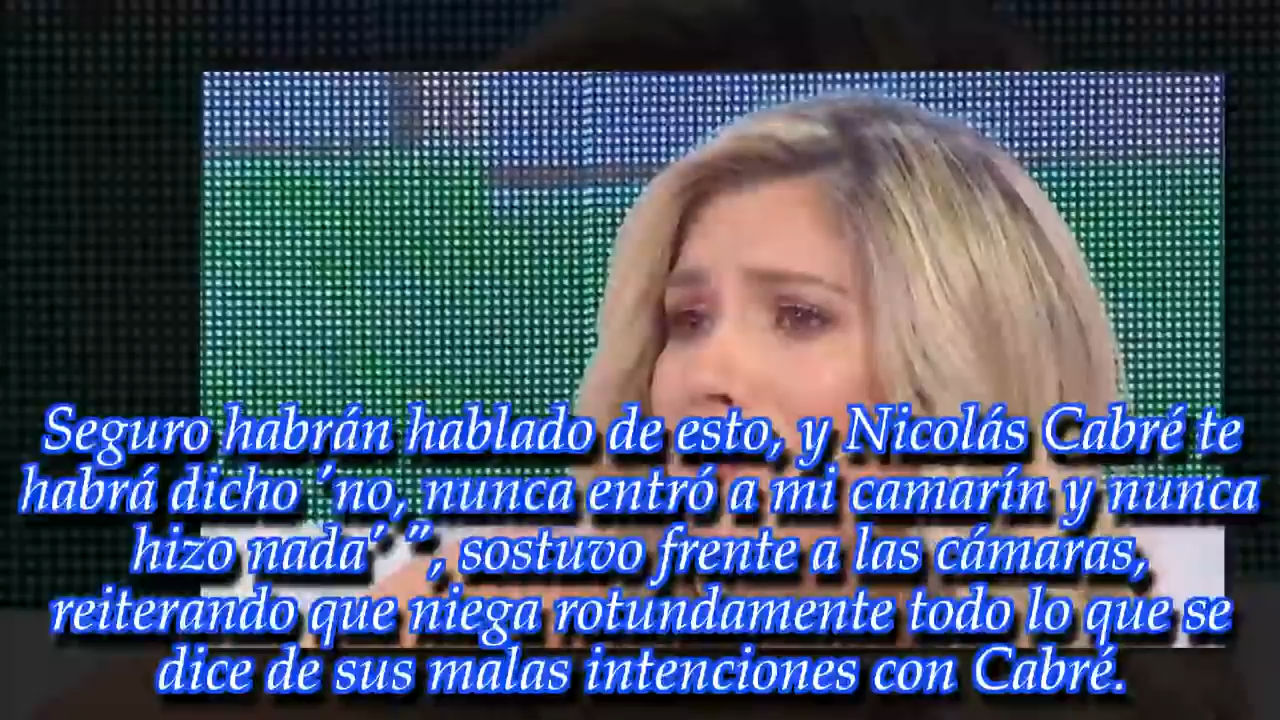 Seguro habrán hablado de esto, y Nicolás Cabré te
habrá dicho ′no, nunca entró a mi camarín y nunca
hizo nada′ ”, sostuvo frente a las cámaras,
reiterando que niega rotundamente todo lo que se
dice de sus malas intenciones con Cabré.